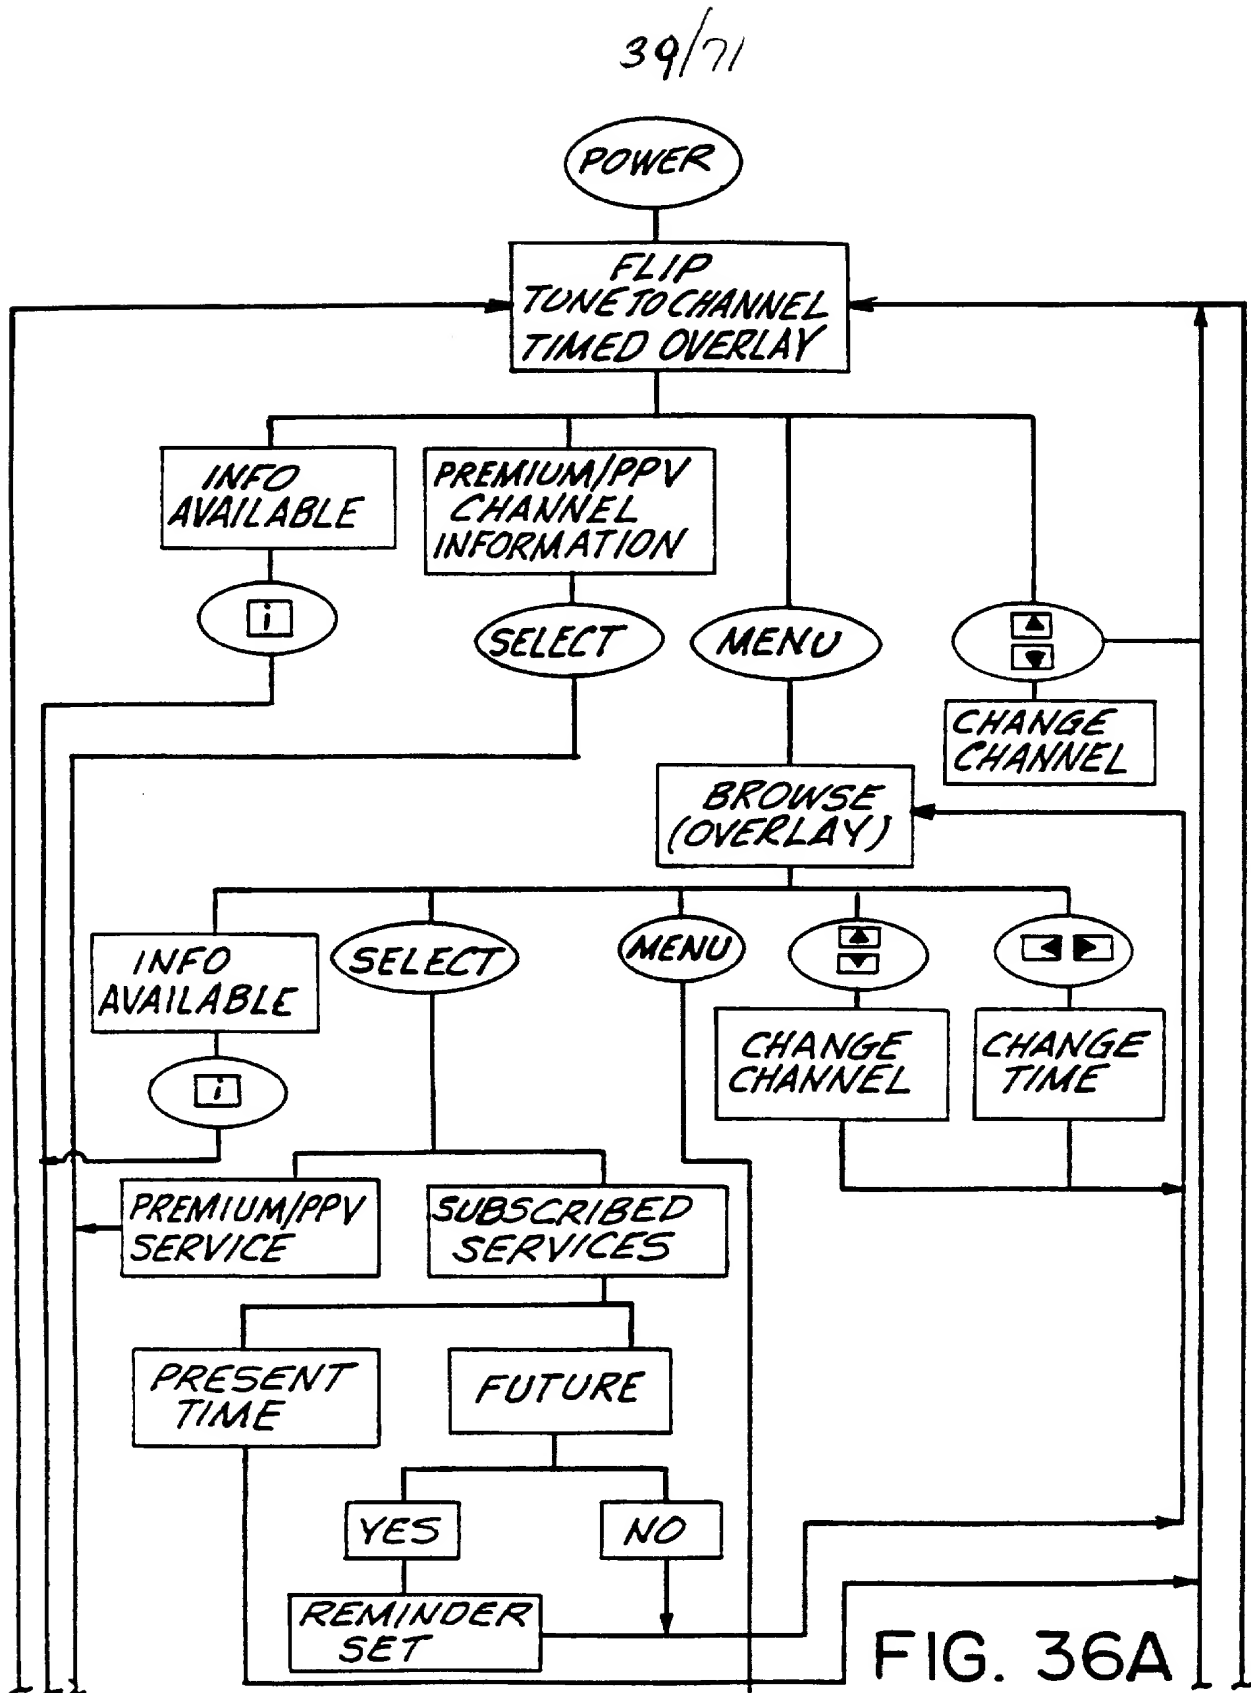 39/71
POWER
FLIP
TUNE TO CHANNEL
TIMED OVERLAY
INFO
AVAILABLE
PREMIUM/PPV
CHANNEL
INFORMATION
i
SELECT
MENU
CHANGE
CHANNEL
BROWSE
(OVERLAY)
INFO
AVAILABLE
SELECT
MENU
CHANGE
CHANNEL
CHANGE
TIME
i
PREMIUM/PPV
SERVICE
SUBSCRIBED
SERVICES
PRESENT
TIME
FUTURE
YES
NO
REMINDER
SET
FIG. 36A